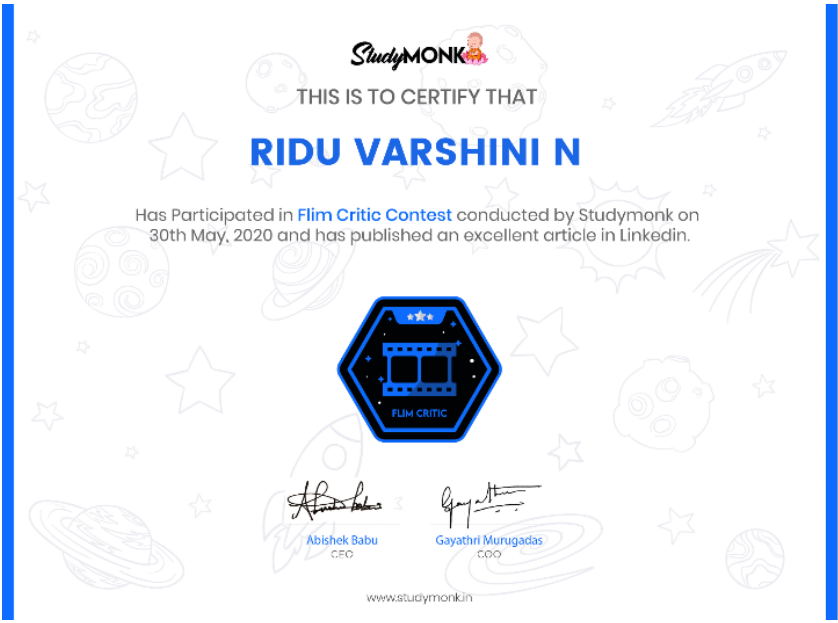 StudyMONK
THIS IS TO CERTIFY THAT
RIDU VARSHINI N
Has Participated in Flim Critic Contest conducted by Studymonk on
30th May, 2020 and has published an excellent article in Linkedin.
FLIM CRITIC
Abishek Babu
CEO
Gayathri Murugadas
COO
www.studymonk.in